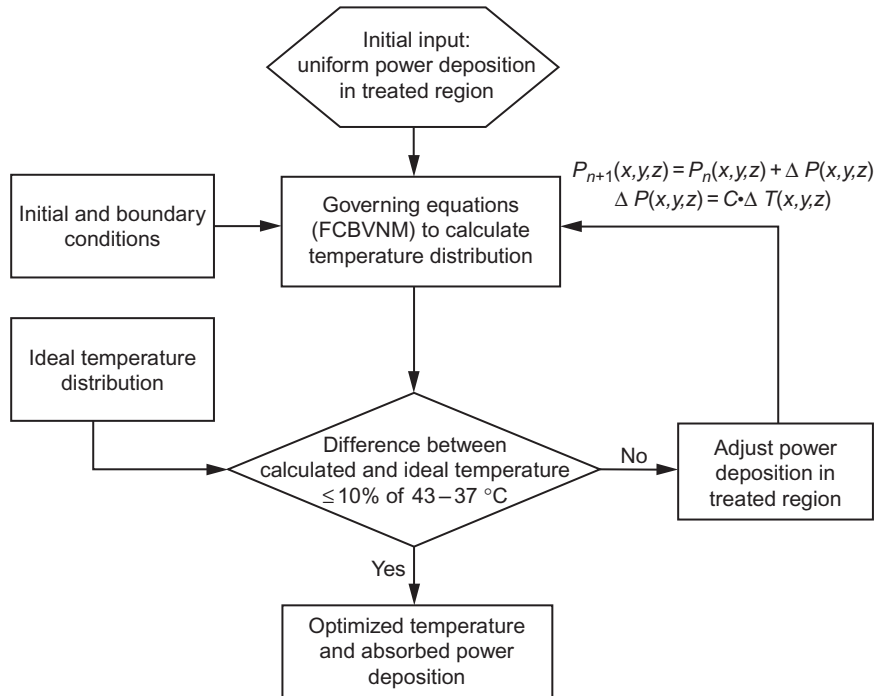 Initial input:
uniform power deposition
in treated region
P_{n+1}(x,y,z) = P_n(x,y,z) + Δ P(x,y,z)
Δ P(x,y,z) = C•Δ T(x,y,z)
Initial and boundary
conditions
Governing equations
(FCBVNM) to calculate
temperature distribution
Ideal temperature
distribution
Difference between
calculated and ideal temperature
≤ 10% of 43–37 °C
No
Adjust power
deposition in
treated region
Yes
Optimized temperature
and absorbed power
deposition